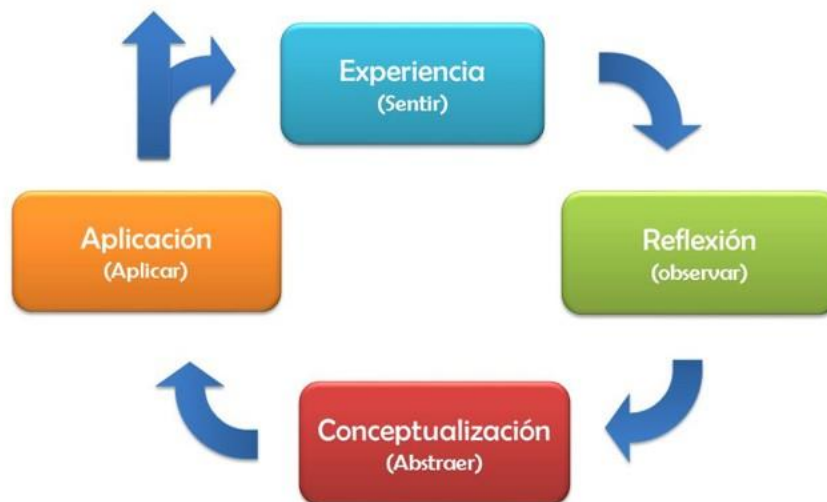 Experiencia
(Sentir)
Aplicación
(Aplicar)
Reflexión
(observar)
Conceptualización
(Abstraer)